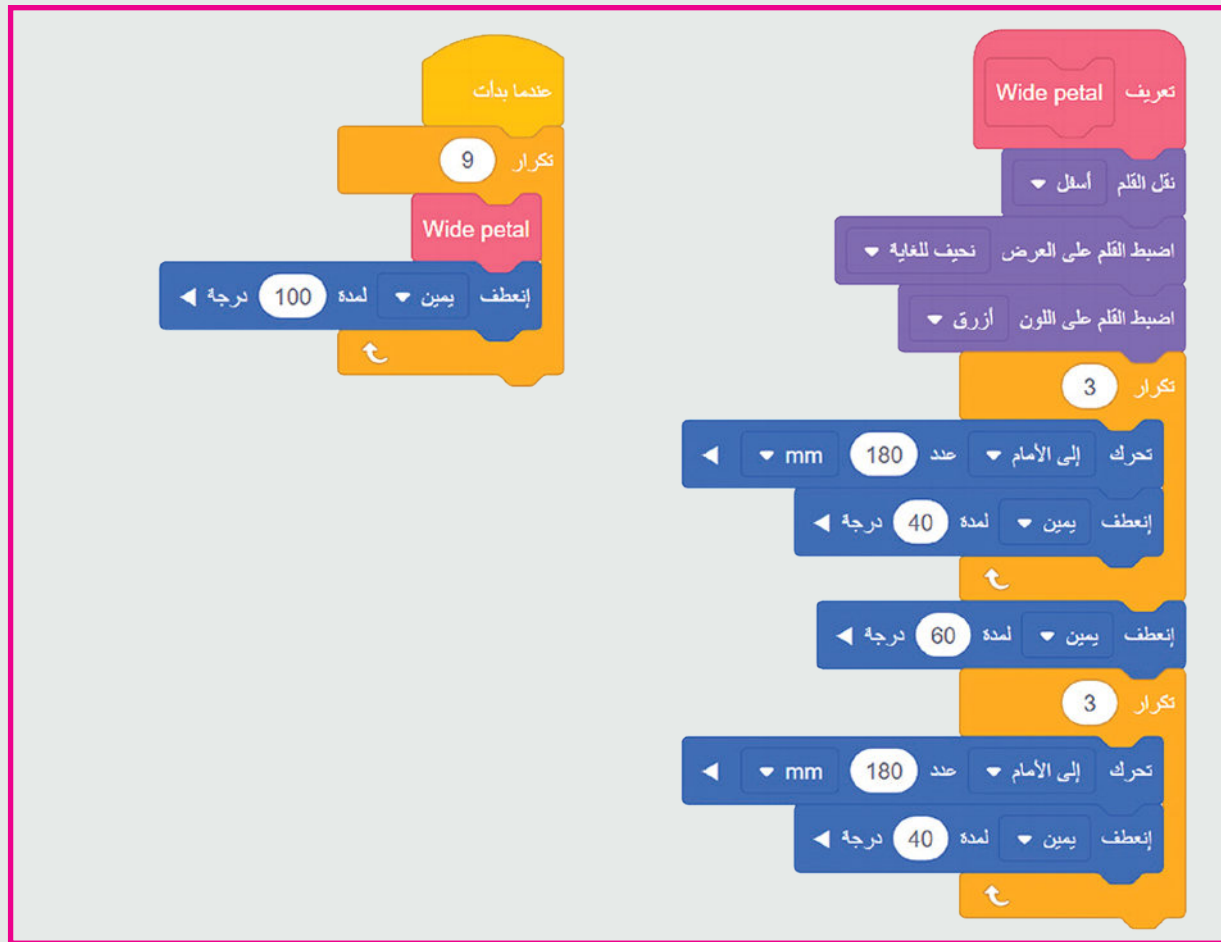 تعريف Wide petal
نقل القلم أسفل
اضبط القلم على العرض نحيف للغاية
اضبط القلم على اللون أزرق
تكرار 3
تحرك إلى الأمام عدد 180 mm
إنعطف يمين لمدة 40 درجة
إنعطف يمين لمدة 60 درجة
تكرار 3
تحرك إلى الأمام عدد 180 mm
إنعطف يمين لمدة 40 درجة
عندما بدأت
تكرار 9
Wide petal
إنعطف يمين لمدة 100 درجة